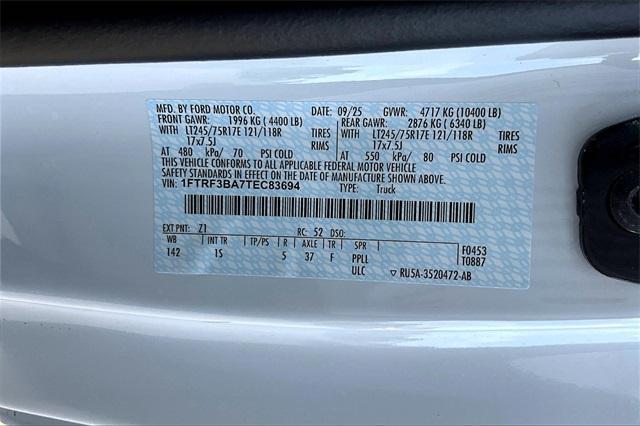 MFD. BY FORD MOTOR CO. DATE: 09/25 GVWR: 4717 KG (10400 LB)
FRONT GAWR: 1996 KG ( 4400 LB) REAR GAWR: 2876 KG ( 6340 LB)
WITH LT245/75R17E 121/118R TIRES WITH LT245/75R17E 121/118R TIRES
17x7.5J RIMS 17x7.5J RIMS
AT 480 kPa/ 70 PSI COLD AT 550 kPa/ 80 PSI COLD
THIS VEHICLE CONFORMS TO ALL APPLICABLE FEDERAL MOTOR VEHICLE
SAFETY STANDARDS IN EFFECT ON THE DATE OF MANUFACTURE SHOWN ABOVE.
VIN: 1FTRF3BA7TEC83694 TYPE: Truck
EXT PNT: Z1 RC: 52 DSO: F0453
WB INT TR TP/PS R AXLE TR SPR T0887
142 1S 5 37 F PPLL
ULC ▽ RU5A-3520472-AB